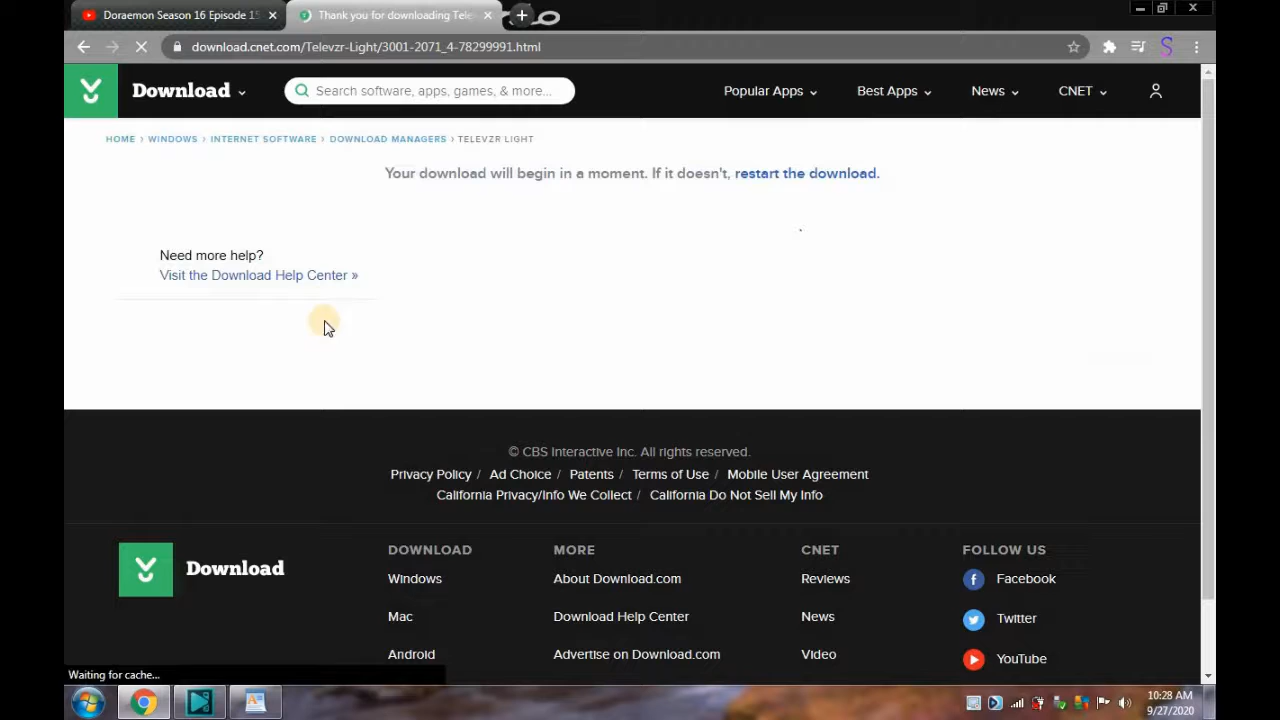 Doraemon Season 16 Episode 15
Thank you for downloading Tele
download.cnet.com/Televzr-Light/3001-2071_4-78299991.html
Download
Search software, apps, games, & more...
Popular Apps
Best Apps
News
CNET
HOME › WINDOWS › INTERNET SOFTWARE › DOWNLOAD MANAGERS › TELEVZR LIGHT
Your download will begin in a moment. If it doesn't, restart the download.
Need more help?
Visit the Download Help Center »
© CBS Interactive Inc. All rights reserved.
Privacy Policy / Ad Choice / Patents / Terms of Use / Mobile User Agreement
California Privacy/Info We Collect / California Do Not Sell My Info
Download
DOWNLOAD
Windows
Mac
Android
MORE
About Download.com
Download Help Center
Advertise on Download.com
CNET
Reviews
News
Video
FOLLOW US
Facebook
Twitter
YouTube
Waiting for cache...
10:28 AM
9/27/2020